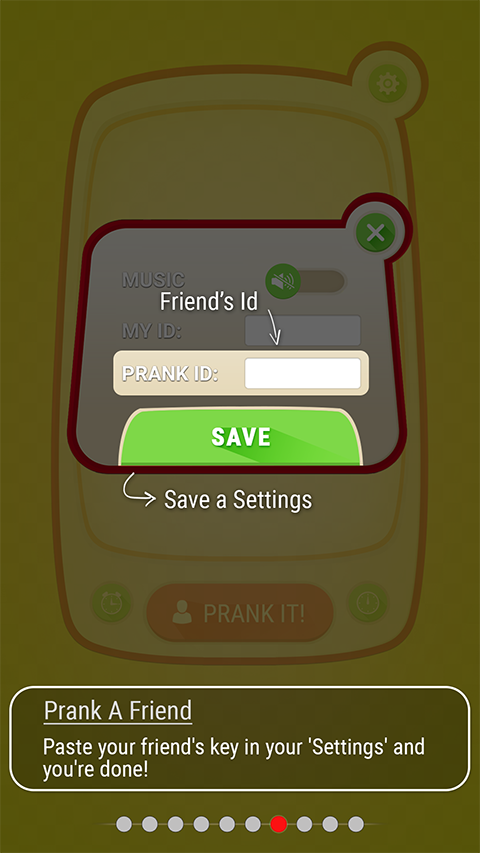 MUSIC
Friend's Id
MY ID:
PRANK ID:
SAVE
Save a Settings
PRANK IT!
Prank A Friend
Paste your friend's key in your 'Settings' and
you're done!